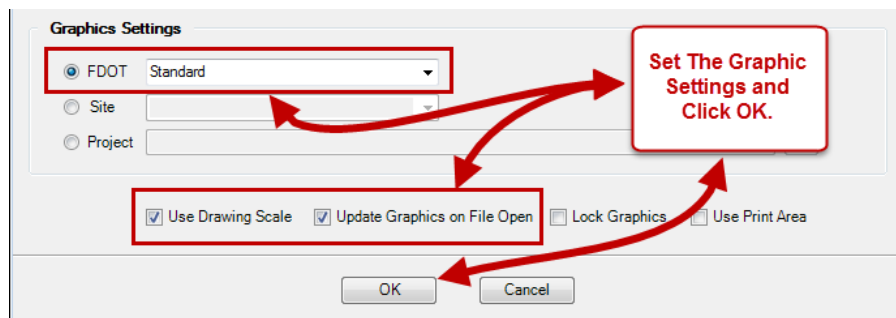 Graphics Settings
FDOT Standard
Site
Project
Set The Graphic
Settings and
Click OK.
Use Drawing Scale Update Graphics on File Open Lock Graphics Use Print Area
OK Cancel